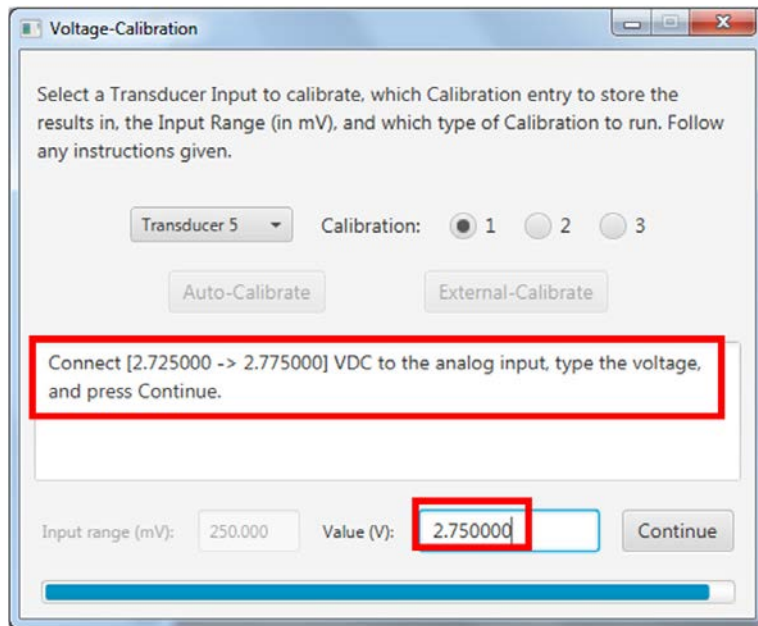 Voltage-Calibration
Select a Transducer Input to calibrate, which Calibration entry to store the
results in, the Input Range (in mV), and which type of Calibration to run. Follow
any instructions given.
Transducer 5 Calibration: 1 2 3
Auto-Calibrate External-Calibrate
Connect [2.725000 -> 2.775000] VDC to the analog input, type the voltage,
and press Continue.
Input range (mV): 250.000 Value (V): 2.750000 Continue